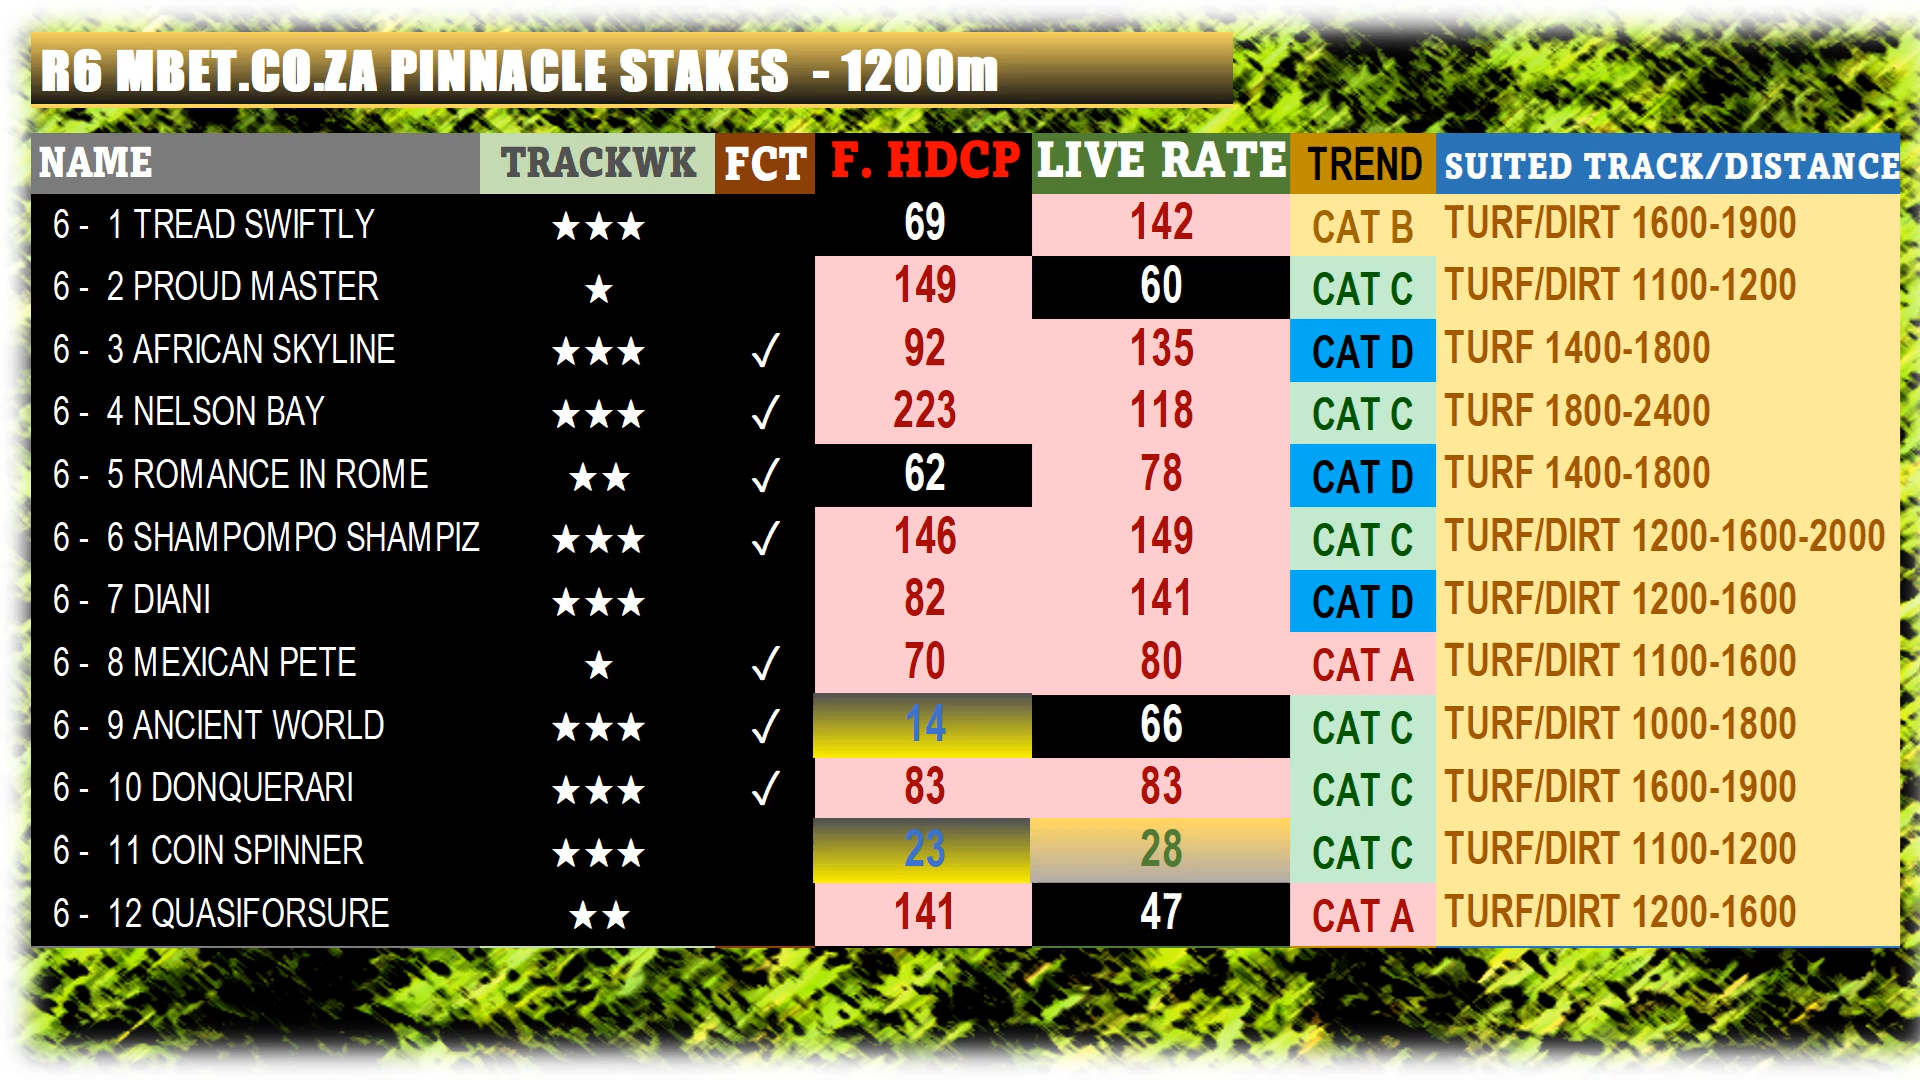 R6 MBET.CO.ZA PINNACLE STAKES - 1200m
NAME TRACKWK FCT F. HDCP LIVE RATE TREND SUITED TRACK/DISTANCE
6 - 1 TREAD SWIFTLY ★★★ 69 142 CAT B TURF/DIRT 1600-1900
6 - 2 PROUD MASTER ★ 149 60 CAT C TURF/DIRT 1100-1200
6 - 3 AFRICAN SKYLINE ★★★ ✓ 92 135 CAT D TURF 1400-1800
6 - 4 NELSON BAY ★★★ ✓ 223 118 CAT C TURF 1800-2400
6 - 5 ROMANCE IN ROME ★★ ✓ 62 78 CAT D TURF 1400-1800
6 - 6 SHAMPOMPO SHAMPIZ ★★★ ✓ 146 149 CAT C TURF/DIRT 1200-1600-2000
6 - 7 DIANI ★★★ 82 141 CAT D TURF/DIRT 1200-1600
6 - 8 MEXICAN PETE ★ ✓ 70 80 CAT A TURF/DIRT 1100-1600
6 - 9 ANCIENT WORLD ★★★ ✓ 14 66 CAT C TURF/DIRT 1000-1800
6 - 10 DONQUERARI ★★★ ✓ 83 83 CAT C TURF/DIRT 1600-1900
6 - 11 COIN SPINNER ★★★ 23 28 CAT C TURF/DIRT 1100-1200
6 - 12 QUASIFORSURE ★★ 141 47 CAT A TURF/DIRT 1200-1600